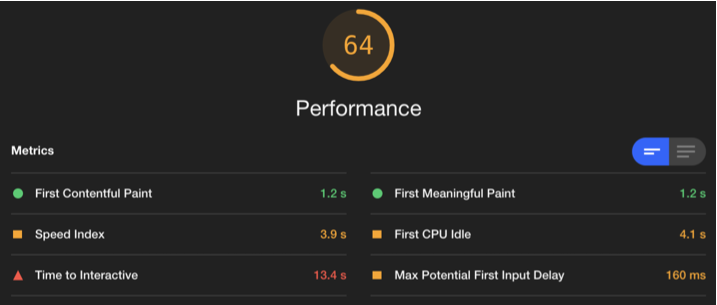 64
Performance
Metrics
First Contentful Paint 1.2 s First Meaningful Paint 1.2 s
Speed Index 3.9 s First CPU Idle 4.1 s
Time to Interactive 13.4 s Max Potential First Input Delay 160 ms